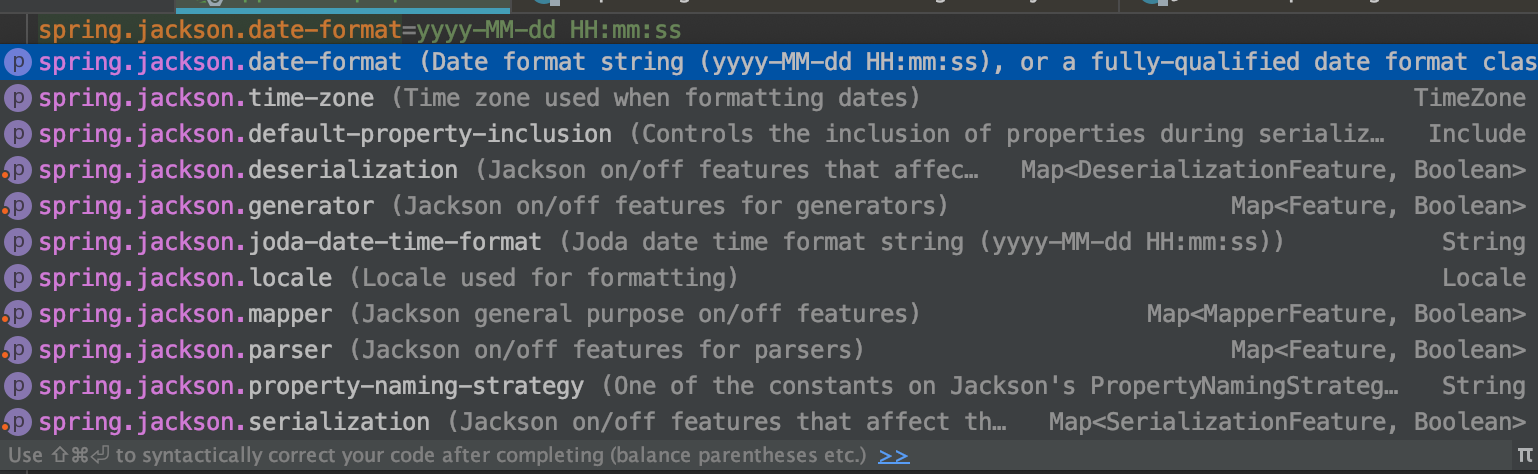 spring.jackson.date-format=yyyy-MM-dd HH:mm:ss
p spring.jackson.date-format (Date format string (yyyy-MM-dd HH:mm:ss), or a fully-qualified date format clas
p spring.jackson.time-zone (Time zone used when formatting dates) TimeZone
p spring.jackson.default-property-inclusion (Controls the inclusion of properties during serializ… Include
p spring.jackson.deserialization (Jackson on/off features that affec… Map<DeserializationFeature, Boolean>
p spring.jackson.generator (Jackson on/off features for generators) Map<Feature, Boolean>
p spring.jackson.joda-date-time-format (Joda date time format string (yyyy-MM-dd HH:mm:ss)) String
p spring.jackson.locale (Locale used for formatting) Locale
p spring.jackson.mapper (Jackson general purpose on/off features) Map<MapperFeature, Boolean>
p spring.jackson.parser (Jackson on/off features for parsers) Map<Feature, Boolean>
p spring.jackson.property-naming-strategy (One of the constants on Jackson's PropertyNamingStrateg… String
p spring.jackson.serialization (Jackson on/off features that affect th… Map<SerializationFeature, Boolean>
Use ⇧⌘⏎ to syntactically correct your code after completing (balance parentheses etc.) >> π